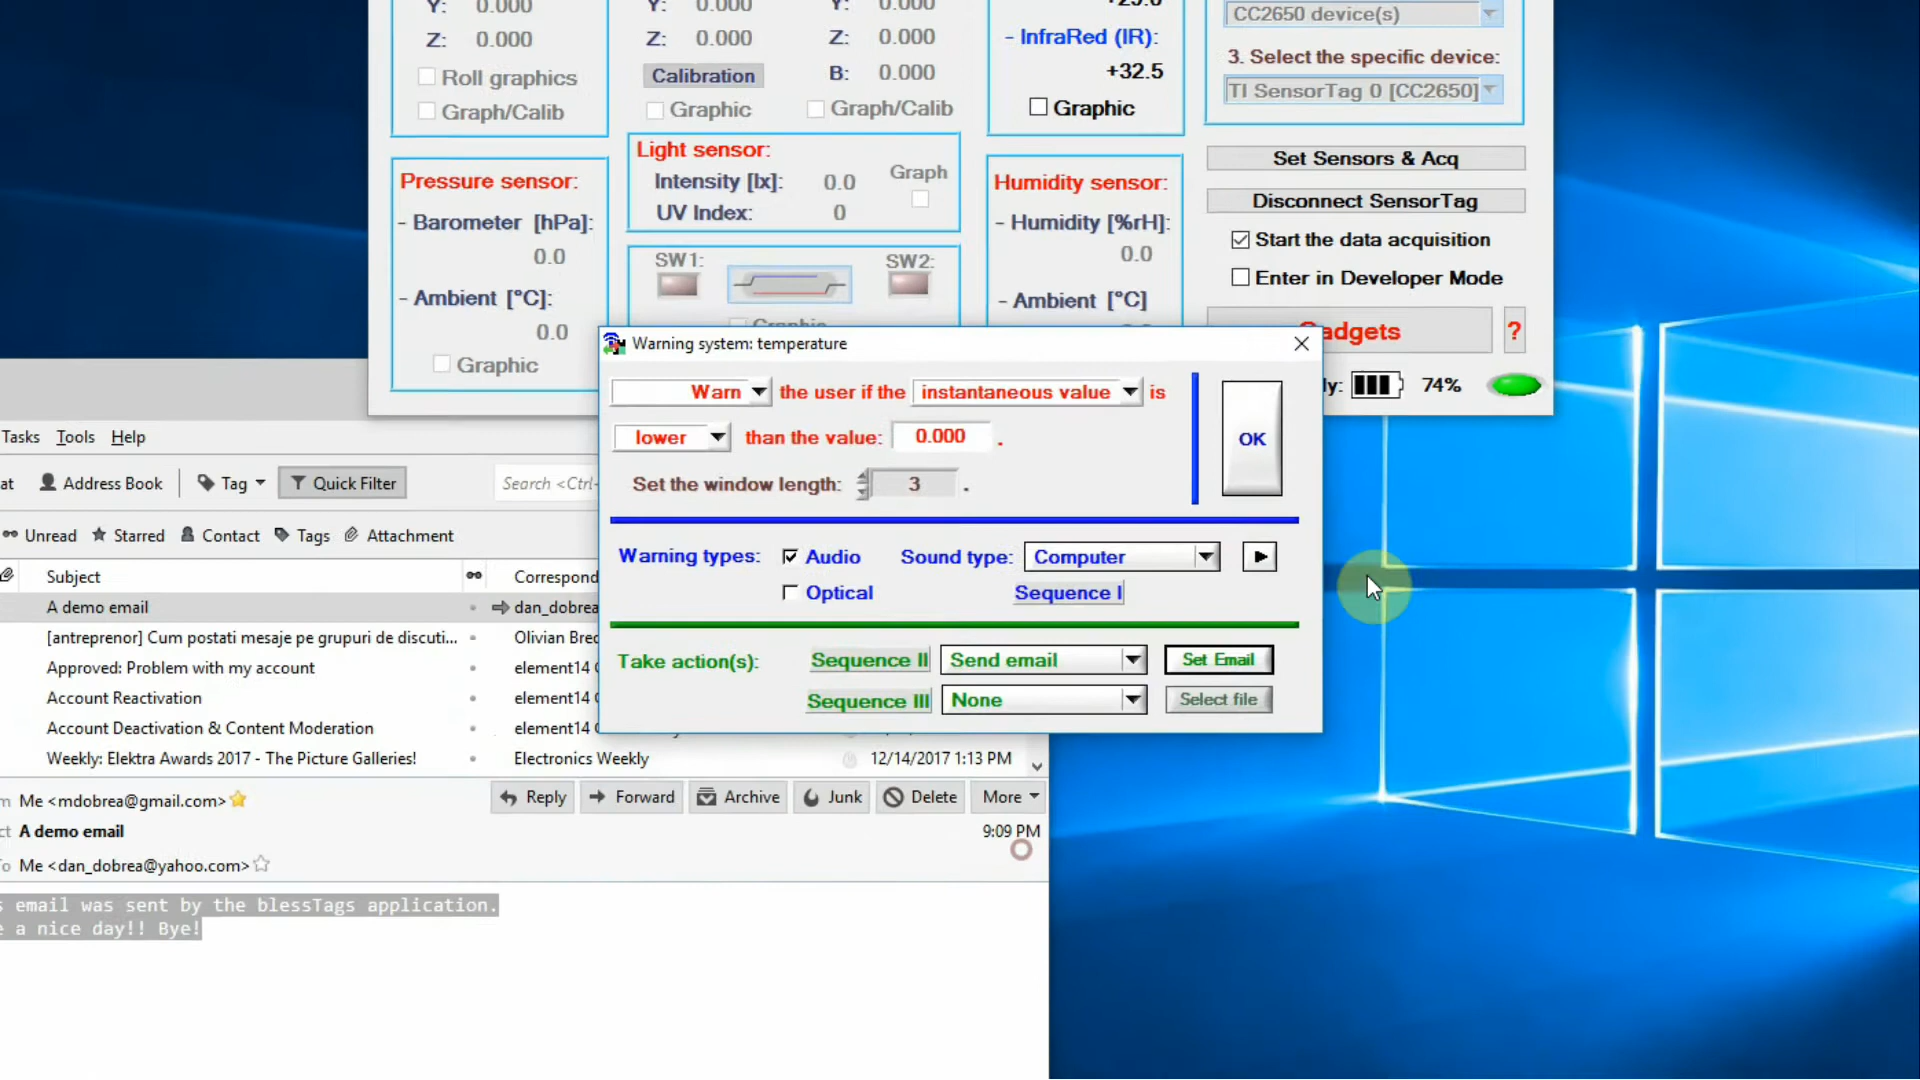 Y: 0.000
Z: 0.000
Roll graphics
Graph/Calib
Y: 0.000
Z: 0.000
Calibration
Graphic
Y: 0.000
Z: 0.000
B: 0.000
Graph/Calib
- InfraRed (IR):
+32.5
Graphic
CC2650 device(s)
3. Select the specific device:
TI SensorTag 0 [CC2650]
Pressure sensor:
- Barometer [hPa]:
0.0
- Ambient [°C]:
0.0
Graphic
Light sensor:
Intensity [lx]: 0.0
UV Index: 0
Graph
SW1:
SW2:
Humidity sensor:
- Humidity [%rH]:
0.0
- Ambient [°C]
Set Sensors & Acq
Disconnect SensorTag
Start the data acquisition
Enter in Developer Mode
adgets ?
ly: 74%
Warning system: temperature
Warn the user if the instantaneous value is
lower than the value: 0.000 .
Set the window length: 3 .
OK
Warning types: Audio Sound type: Computer
Optical Sequence I
Take action(s): Sequence II Send email Set Email
Sequence III None Select file
Tasks Tools Help
at Address Book Tag Quick Filter Search <Ctrl-
Unread Starred Contact Tags Attachment
Subject Correspond
A demo email dan_dobrea
[antreprenor] Cum postati mesaje pe grupuri de discuti... Olivian Bre
Approved: Problem with my account element14
Account Reactivation element14
Account Deactivation & Content Moderation element14
Weekly: Elektra Awards 2017 - The Picture Galleries! Electronics Weekly 12/14/2017 1:13 PM
m Me <mdobrea@gmail.com> Reply Forward Archive Junk Delete More
ct A demo email 9:09 PM
o Me <dan_dobrea@yahoo.com>
s email was sent by the blessTags application.
e a nice day!! Bye!